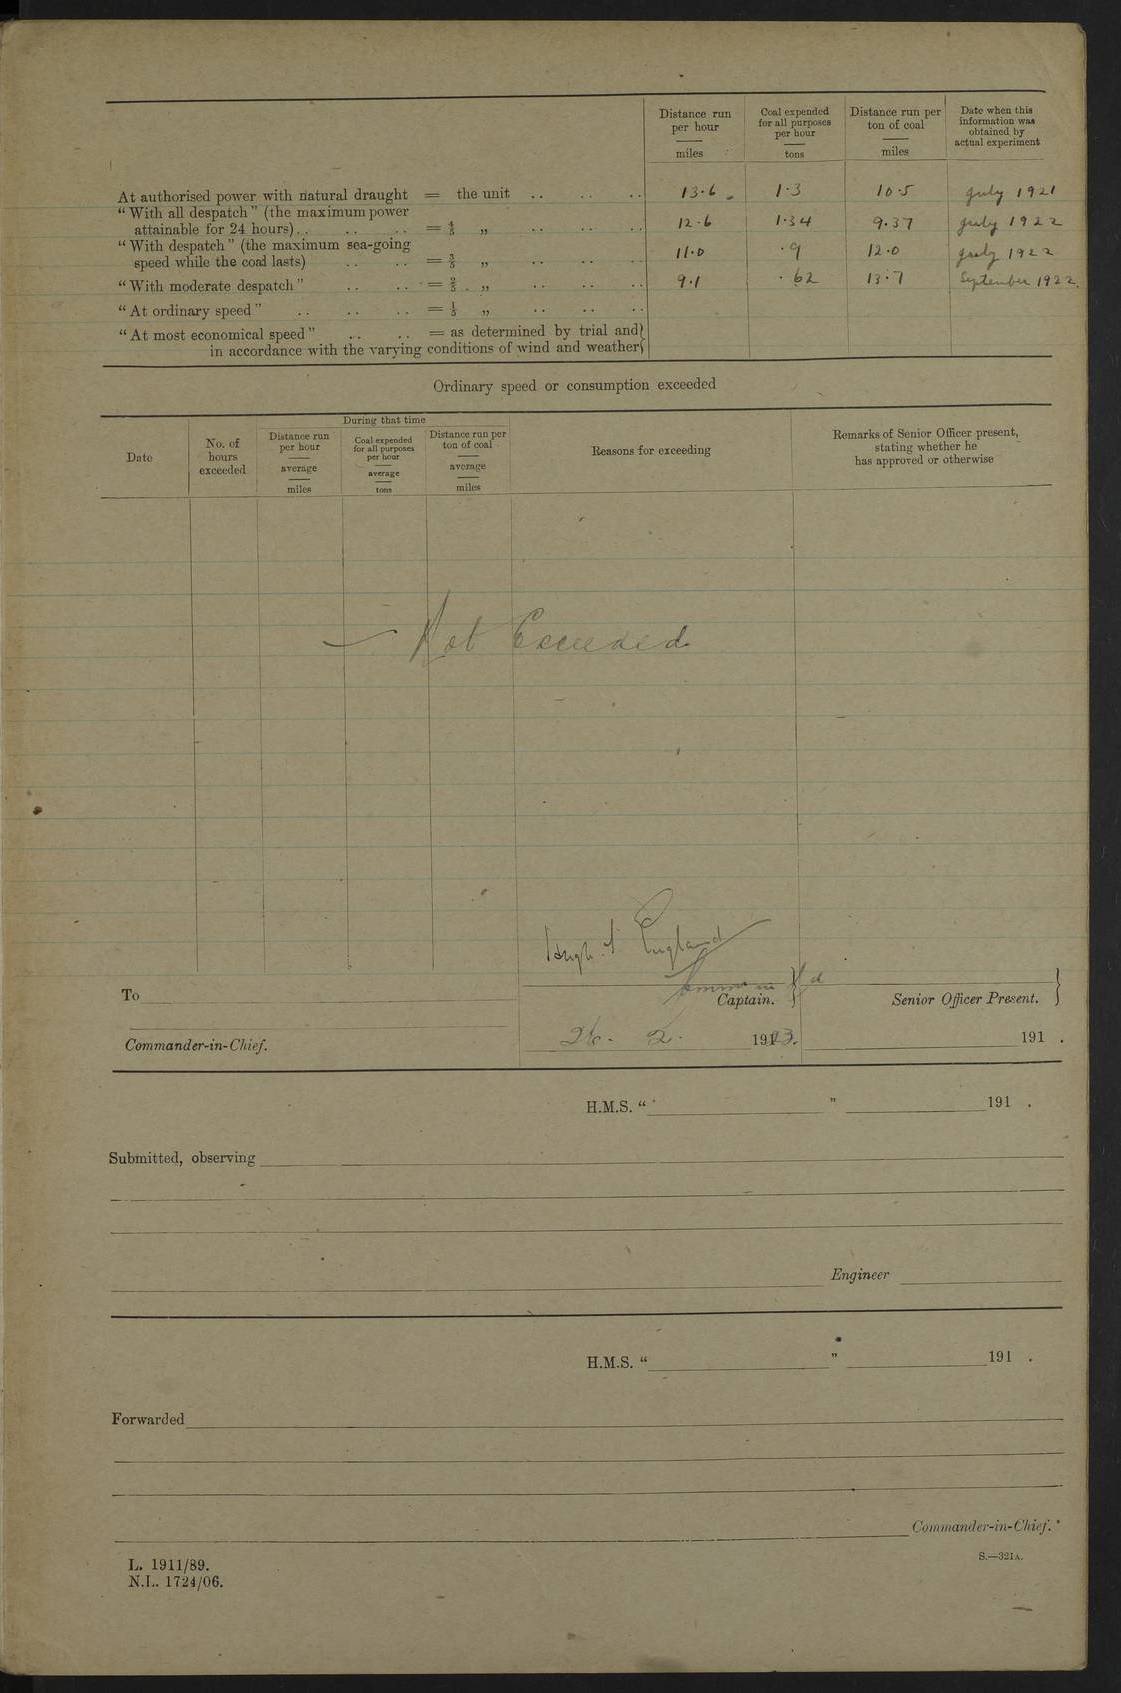 Distance run per hour miles
Coal expended for all purposes per hour tons
Distance run per ton of coal miles
Date when this information was obtained by actual experiment
At authorised power with natural draught = the unit .. .. .. 13·6 1·3 10·5 July 1921
"With all despatch" (the maximum power
attainable for 24 hours) .. .. .. = 4/5 „ .. .. .. 12·6 1·34 9·37 July 1922
"With despatch" (the maximum sea-going
speed while the coal lasts) .. .. = 3/5 „ .. .. .. 11·0 ·9 12·0 July 1922
"With moderate despatch" .. .. = 2/5 „ .. .. .. 9·1 ·62 13·7 September 1922.
"At ordinary speed" .. .. .. = 1/5 „ .. .. ..
"At most economical speed" .. .. = as determined by trial and
in accordance with the varying conditions of wind and weather
Ordinary speed or consumption exceeded
Date
No. of hours exceeded
During that time
Distance run per hour average miles
Coal expended for all purposes per hour average tons
Distance run per ton of coal average miles
Reasons for exceeding
Remarks of Senior Officer present, stating whether he has approved or otherwise
Not Exceeded
Hugh T England
To
Captain.
Senior Officer Present.
Commander-in-Chief.
26. 2. 1923.
191 .
H.M.S. " " 191 .
Submitted, observing
Engineer
H.M.S. " " 191 .
Forwarded
Commander-in-Chief.
L. 1911/89.
N.L. 1724/06.
S.—321A.